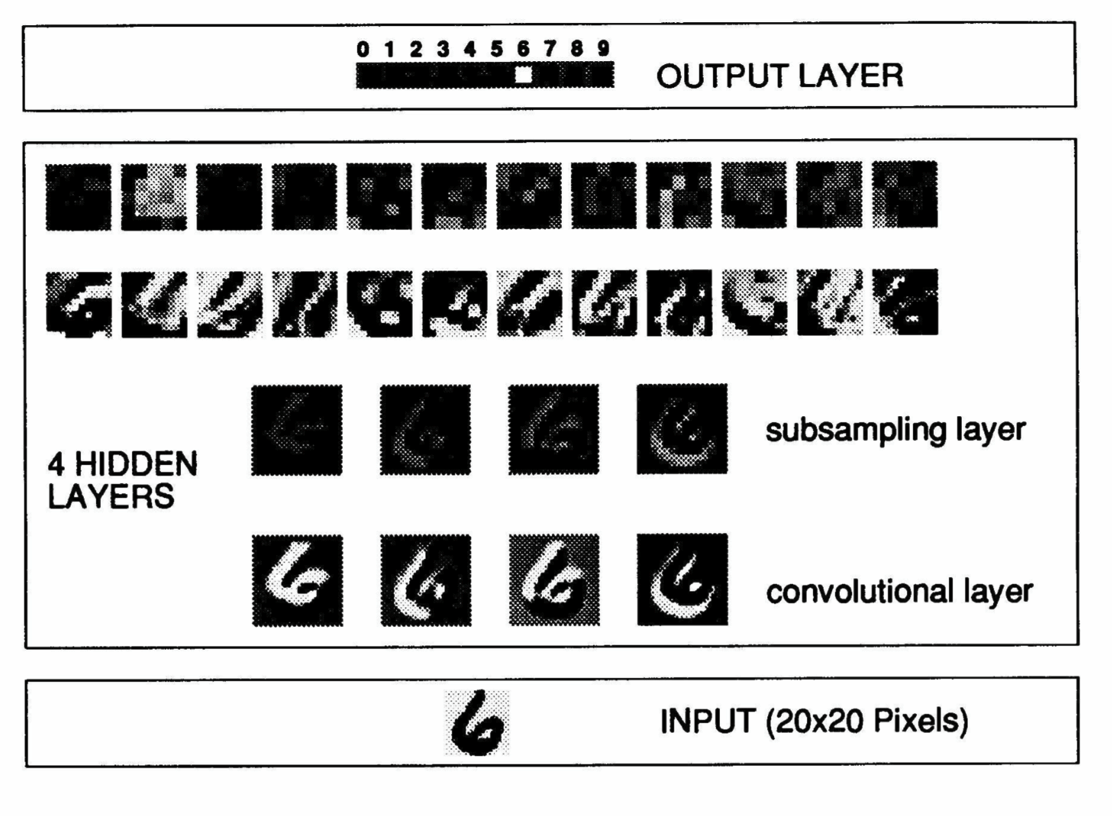 0 1 2 3 4 5 6 7 8 9
OUTPUT LAYER
subsampling layer
4 HIDDEN
LAYERS
convolutional layer
INPUT (20x20 Pixels)